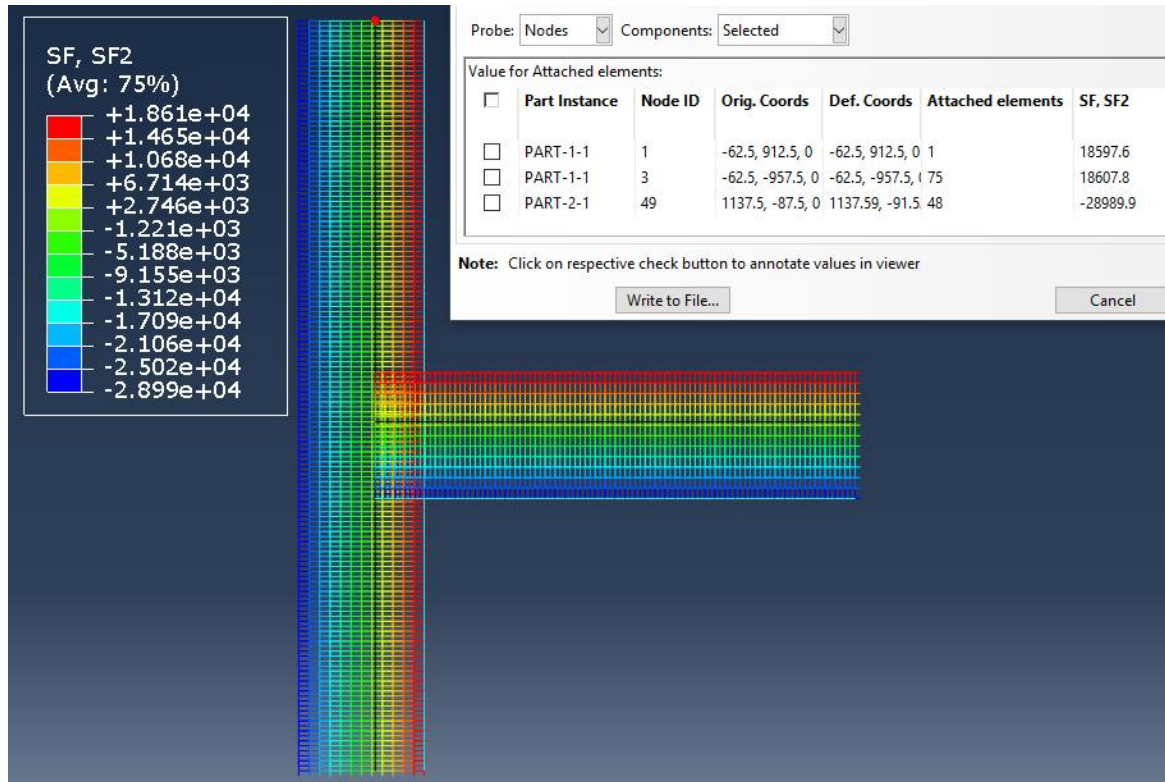 SF, SF2
(Avg: 75%)
+1.861e+04
+1.465e+04
+1.068e+04
+6.714e+03
+2.746e+03
-1.221e+03
-5.188e+03
-9.155e+03
-1.312e+04
-1.709e+04
-2.106e+04
-2.502e+04
-2.899e+04
Probe: Nodes Components: Selected
Value for Attached elements:
Part Instance Node ID Orig. Coords Def. Coords Attached elements SF, SF2
PART-1-1 1 -62.5, 912.5, 0 -62.5, 912.5, 0 1 18597.6
PART-1-1 3 -62.5, -957.5, 0 -62.5, -957.5, ( 75 18607.8
PART-2-1 49 1137.5, -87.5, 0 1137.59, -91.5 48 -28989.9
Note: Click on respective check button to annotate values in viewer
Write to File...
Cancel